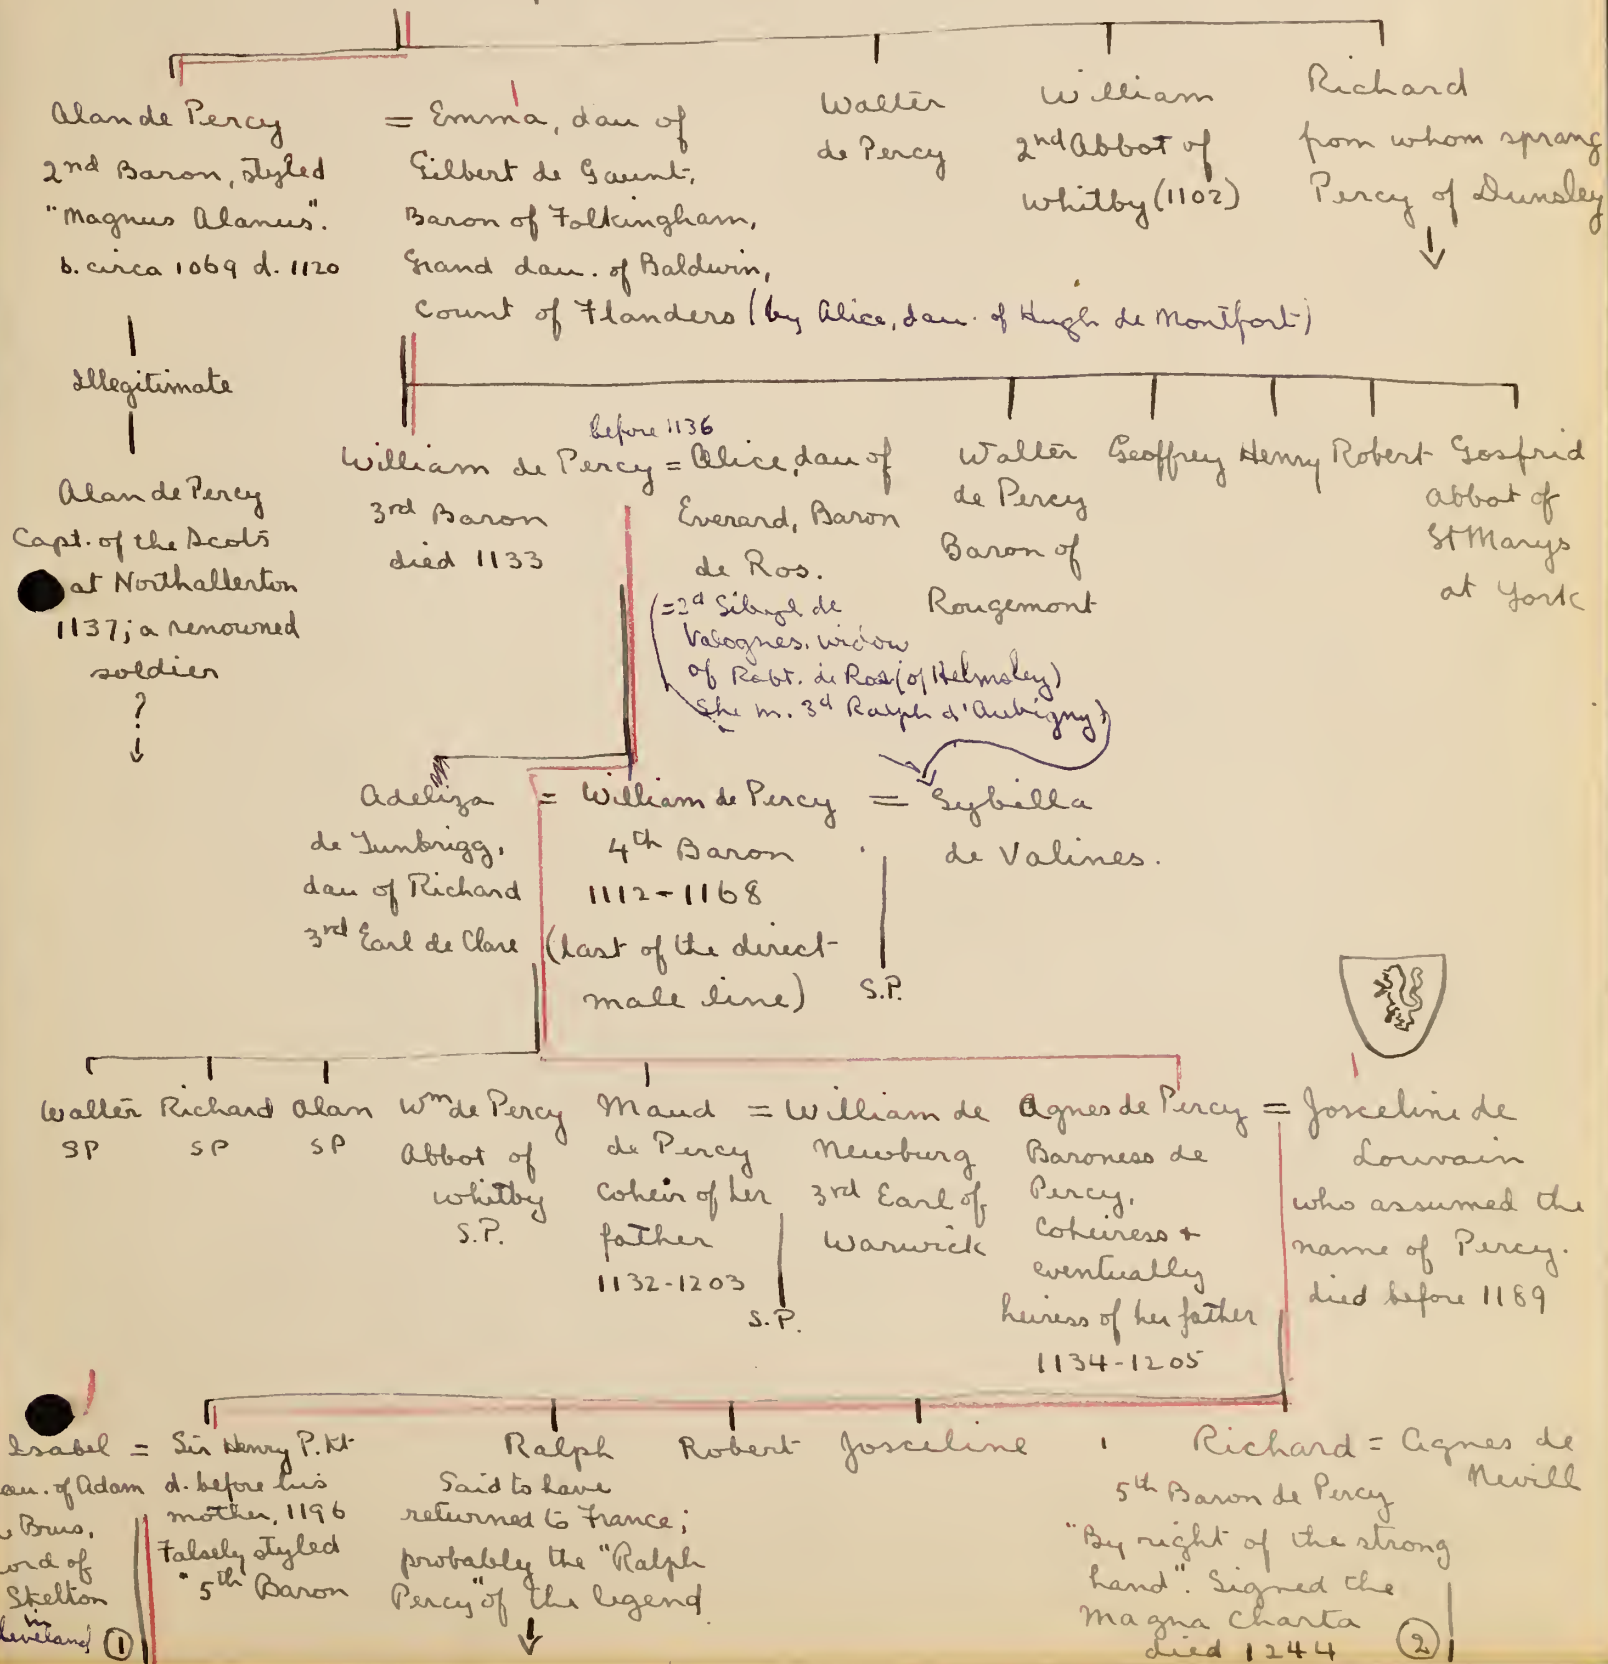 Alan de Percy
2nd Baron, styled
"Magnus Alanus".
b. circa 1069 d. 1120
= Emma, dau of
Gilbert de Gaunt,
Baron of Folkingham,
Grand dau. of Baldwin,
Count of Flanders (by Alice, dau. of Hugh de Montfort)
Walter
de Percy
William
2nd Abbot of
Whitby (1102)
Richard
from whom sprang
Percy of Dunsley
Illegitimate
Alan de Percy
Capt. of the Scots
at Northallerton
1137; a renowned
soldier
?
before 1136
William de Percy = Alice, dau of
3rd Baron
died 1133
Everard, Baron
de Ros.
(=2d Sibyl de
Valognes. widow
of Robt. de Ros (of Helmsley)
She m. 3d Ralph d'Aubigny)
Walter
de Percy
Baron of
Rougemont
Geoffrey
Henry
Robert
Gosfrid
Abbot of
St Marys
at York
Adeliza
de Tunbrigg,
dau of Richard
3rd Earl de Clare
= William de Percy =
4th Baron
1112-1168
(last of the direct
male line)
Sybilla
de Valines.
S.P.
Walter
SP
Richard
SP
Alan
SP
Wm de Percy
Abbot of
Whitby
S.P.
Maud
de Percy
Coheir of her
father
1132-1203
= William de
Newburg
3rd Earl of
Warwick
S.P.
Agnes de Percy
Baroness de
Percy,
Coheiress +
eventually
heiress of her father
1134-1205
= Josceline de
Louvain
who assumed the
name of Percy.
died before 1189
Isabel =
dau. of Adam
Brus,
Skelton
in
①
Sir Henry P. Kt
d. before his
mother, 1196
Falsely styled
"5th Baron
Ralph
Said to have
returned to France;
probably the "Ralph
Percy" of the legend.
Robert
Josceline
Richard = Agnes de
Nevill
5th Baron de Percy
"By right of the strong
hand". Signed the
Magna Charta
died 1244
②